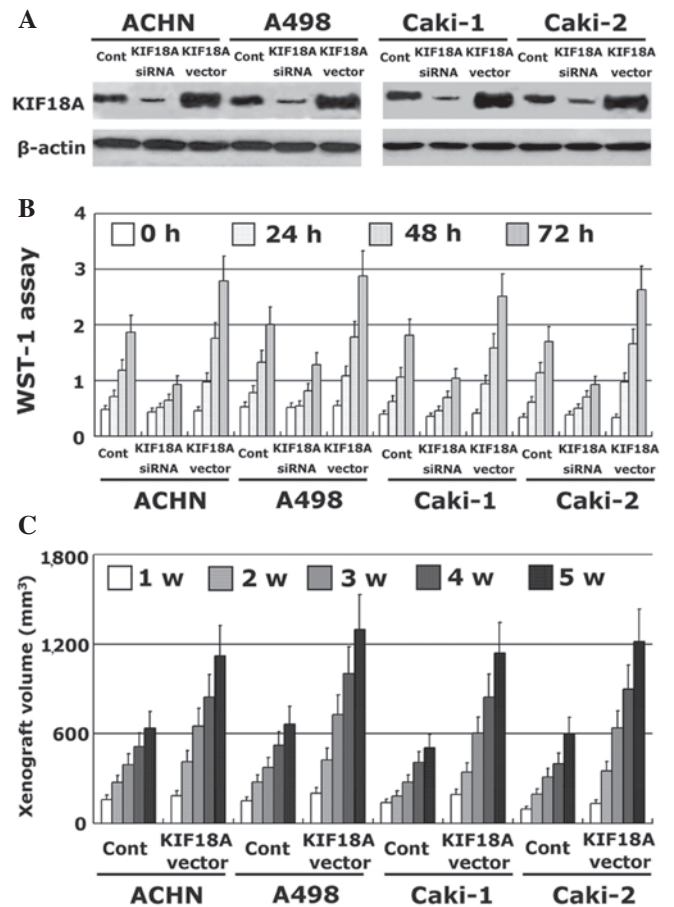 A
ACHN A498 Caki-1 Caki-2
Cont KIF18A siRNA KIF18A vector Cont KIF18A siRNA KIF18A vector Cont KIF18A siRNA KIF18A vector Cont KIF18A siRNA KIF18A vector
KIF18A
β-actin
B
WST-1 assay
0 h 24 h 48 h 72 h
4
3
2
1
0
Cont KIF18A siRNA KIF18A vector Cont KIF18A siRNA KIF18A vector Cont KIF18A siRNA KIF18A vector Cont KIF18A siRNA KIF18A vector
ACHN A498 Caki-1 Caki-2
C
Xenograft volume (mm³)
1 w 2 w 3 w 4 w 5 w
1800
1200
600
0
Cont KIF18A vector Cont KIF18A vector Cont KIF18A vector Cont KIF18A vector
ACHN A498 Caki-1 Caki-2